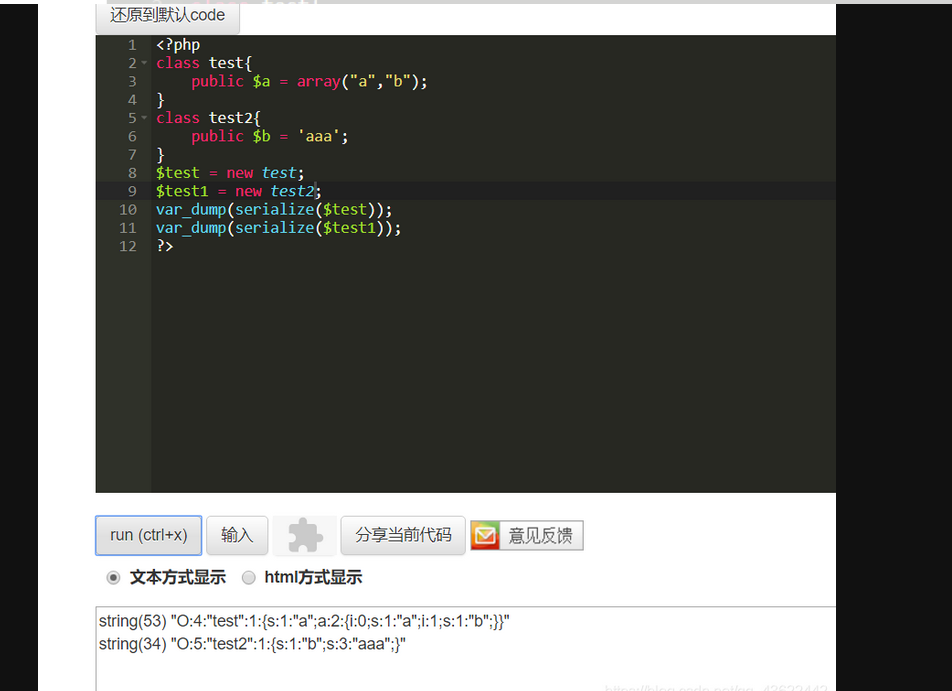 还原到默认code
1 <?php
2 class test{
3 public $a = array("a","b");
4 }
5 class test2{
6 public $b = 'aaa';
7 }
8 $test = new test;
9 $test1 = new test2;
10 var_dump(serialize($test));
11 var_dump(serialize($test1));
12 ?>
run (ctrl+x) 输入 分享当前代码 意见反馈
文本方式显示 html方式显示
string(53) "O:4:"test":1:{s:1:"a";a:2:{i:0;s:1:"a";i:1;s:1:"b";}}"
string(34) "O:5:"test2":1:{s:1:"b";s:3:"aaa";}"